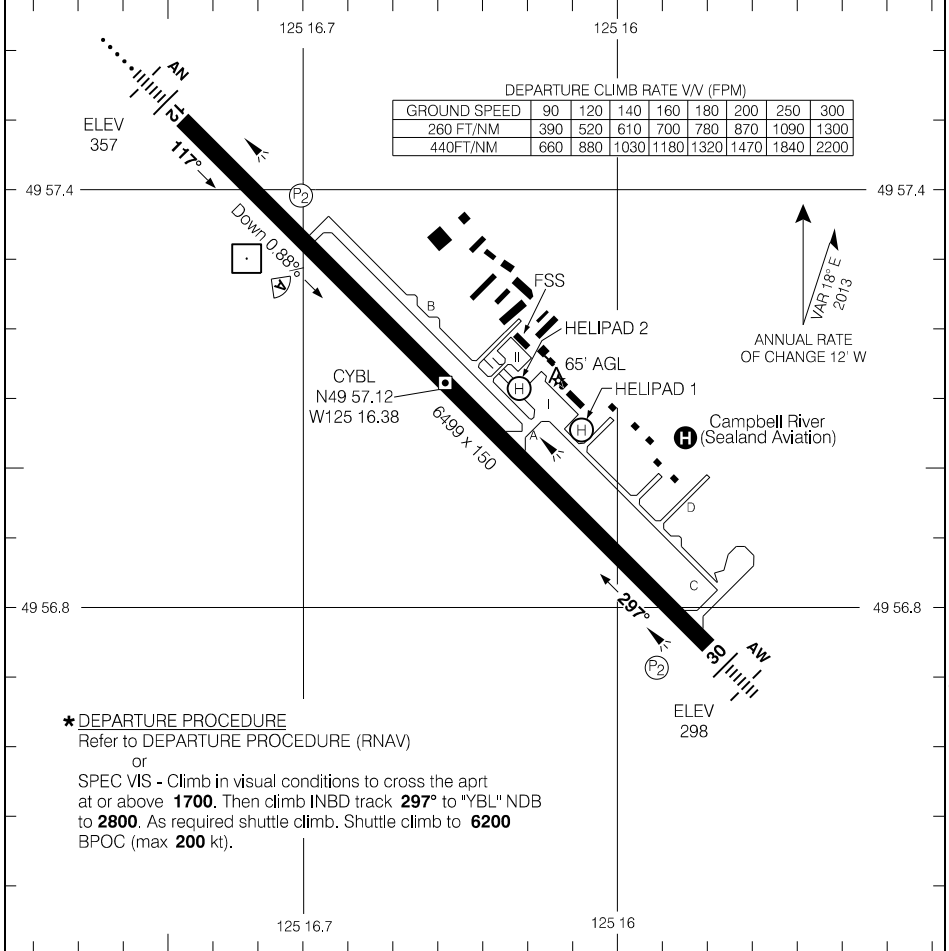 125 16.7 125 16
AN
ELEV
357
12
117°
DEPARTURE CLIMB RATE V/V (FPM)
GROUND SPEED 90 120 140 160 180 200 250 300
260 FT/NM 390 520 610 700 780 870 1090 1300
440FT/NM 660 880 1030 1180 1320 1470 1840 2200
49 57.4 49 57.4
P2
Down 0.88%
A
B
FSS
HELIPAD 2
II
65' AGL
H
I
HELIPAD 1
H
A
VAR 18° E
2013
ANNUAL RATE
OF CHANGE 12' W
CYBL
N49 57.12
W125 16.38
6499 x 150
H
Campbell River
(Sealand Aviation)
D
C
49 56.8 49 56.8
297°
P2
30
AW
ELEV
298
* DEPARTURE PROCEDURE
Refer to DEPARTURE PROCEDURE (RNAV)
or
SPEC VIS - Climb in visual conditions to cross the aprt
at or above 1700. Then climb INBD track 297° to "YBL" NDB
to 2800. As required shuttle climb. Shuttle climb to 6200
BPOC (max 200 kt).
125 16.7 125 16